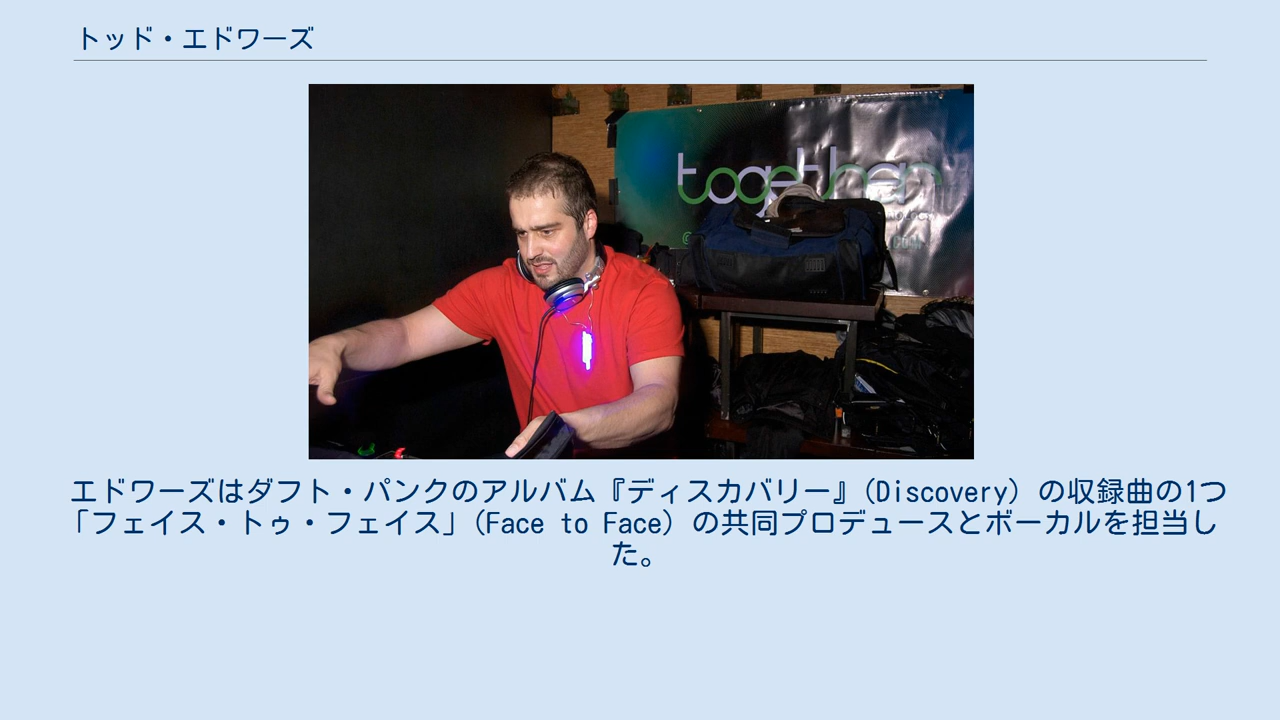 トッド・エドワーズ
together
エドワーズはダフト・パンクのアルバム『ディスカバリー』(Discovery) の収録曲の1つ
「フェイス・トゥ・フェイス」(Face to Face) の共同プロデュースとボーカルを担当し
た。